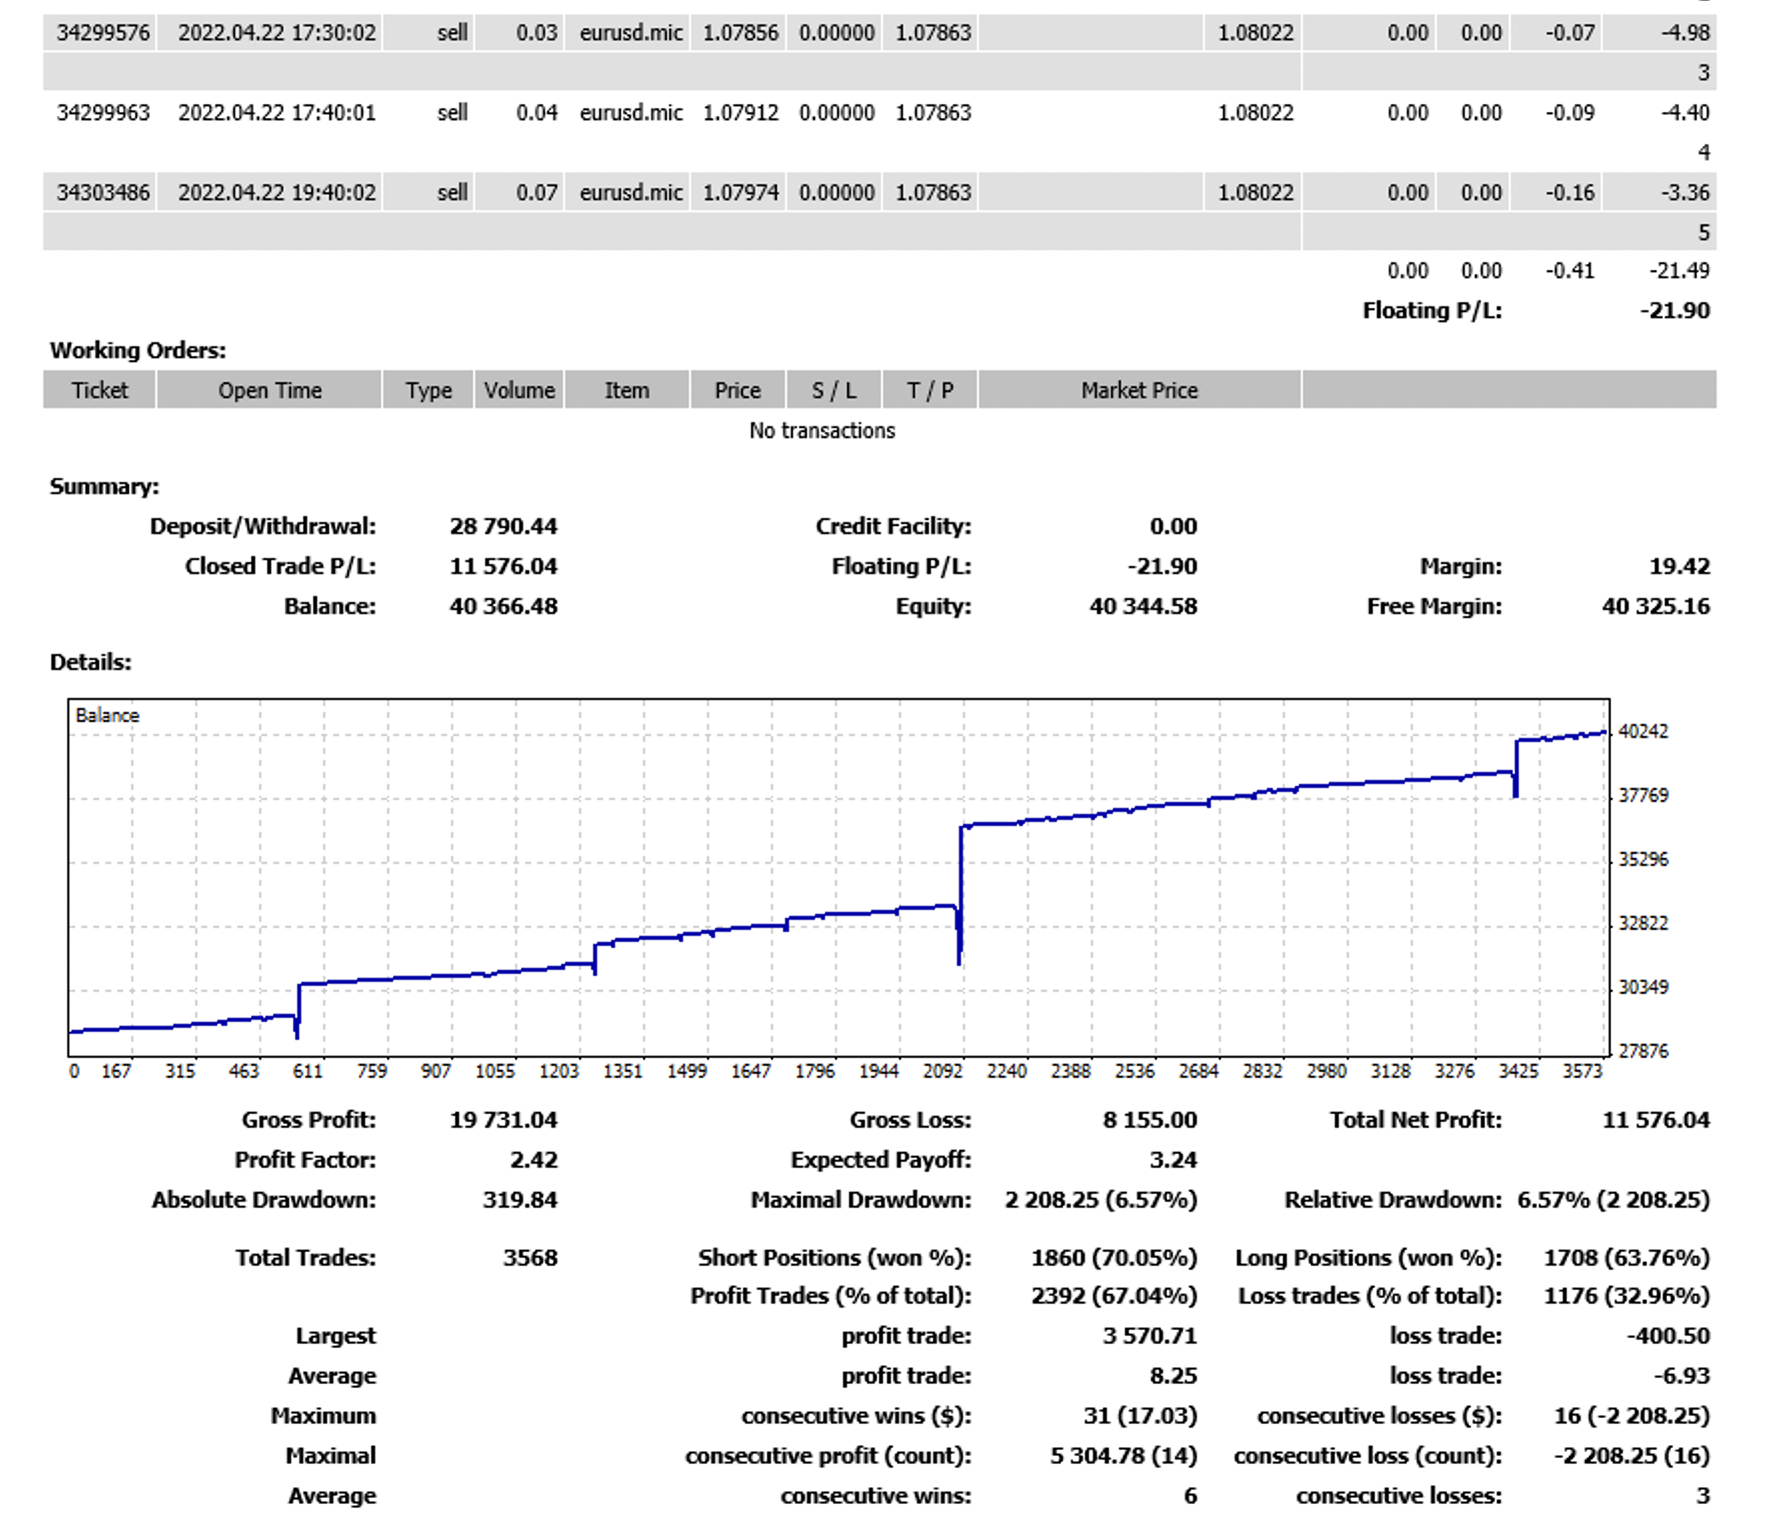 34299576 2022.04.22 17:30:02 sell 0.03 eurusd.mic 1.07856 0.00000 1.07863 1.08022 0.00 0.00 -0.07 -4.98
3
34299963 2022.04.22 17:40:01 sell 0.04 eurusd.mic 1.07912 0.00000 1.07863 1.08022 0.00 0.00 -0.09 -4.40
4
34303486 2022.04.22 19:40:02 sell 0.07 eurusd.mic 1.07974 0.00000 1.07863 1.08022 0.00 0.00 -0.16 -3.36
5
0.00 0.00 -0.41 -21.49
Floating P/L: -21.90
Working Orders:
Ticket Open Time Type Volume Item Price S / L T / P Market Price
No transactions
Summary:
Deposit/Withdrawal: 28 790.44 Credit Facility: 0.00
Closed Trade P/L: 11 576.04 Floating P/L: -21.90 Margin: 19.42
Balance: 40 366.48 Equity: 40 344.58 Free Margin: 40 325.16
Details:
Balance
40242
37769
35296
32822
30349
27876
0 167 315 463 611 759 907 1055 1203 1351 1499 1647 1796 1944 2092 2240 2388 2536 2684 2832 2980 3128 3276 3425 3573
Gross Profit: 19 731.04 Gross Loss: 8 155.00 Total Net Profit: 11 576.04
Profit Factor: 2.42 Expected Payoff: 3.24
Absolute Drawdown: 319.84 Maximal Drawdown: 2 208.25 (6.57%) Relative Drawdown: 6.57% (2 208.25)
Total Trades: 3568 Short Positions (won %): 1860 (70.05%) Long Positions (won %): 1708 (63.76%)
Profit Trades (% of total): 2392 (67.04%) Loss trades (% of total): 1176 (32.96%)
Largest profit trade: 3 570.71 loss trade: -400.50
Average profit trade: 8.25 loss trade: -6.93
Maximum consecutive wins ($): 31 (17.03) consecutive losses ($): 16 (-2 208.25)
Maximal consecutive profit (count): 5 304.78 (14) consecutive loss (count): -2 208.25 (16)
Average consecutive wins: 6 consecutive losses: 3